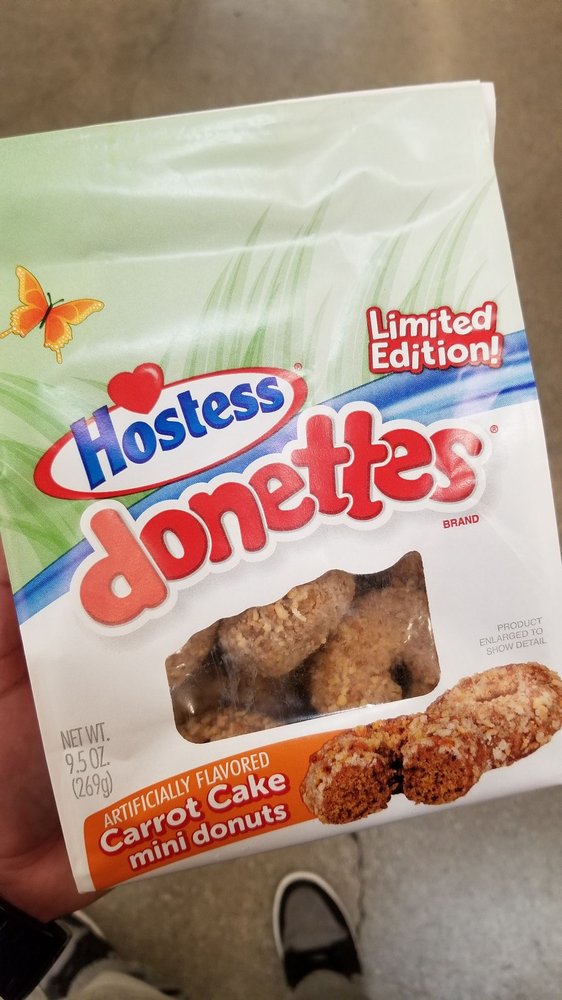 Limited
Edition!
Hostess®
donettes®
BRAND
PRODUCT
ENLARGED TO
SHOW DETAIL
NET WT.
9.5 OZ.
(269g)
ARTIFICIALLY FLAVORED
Carrot Cake
mini donuts